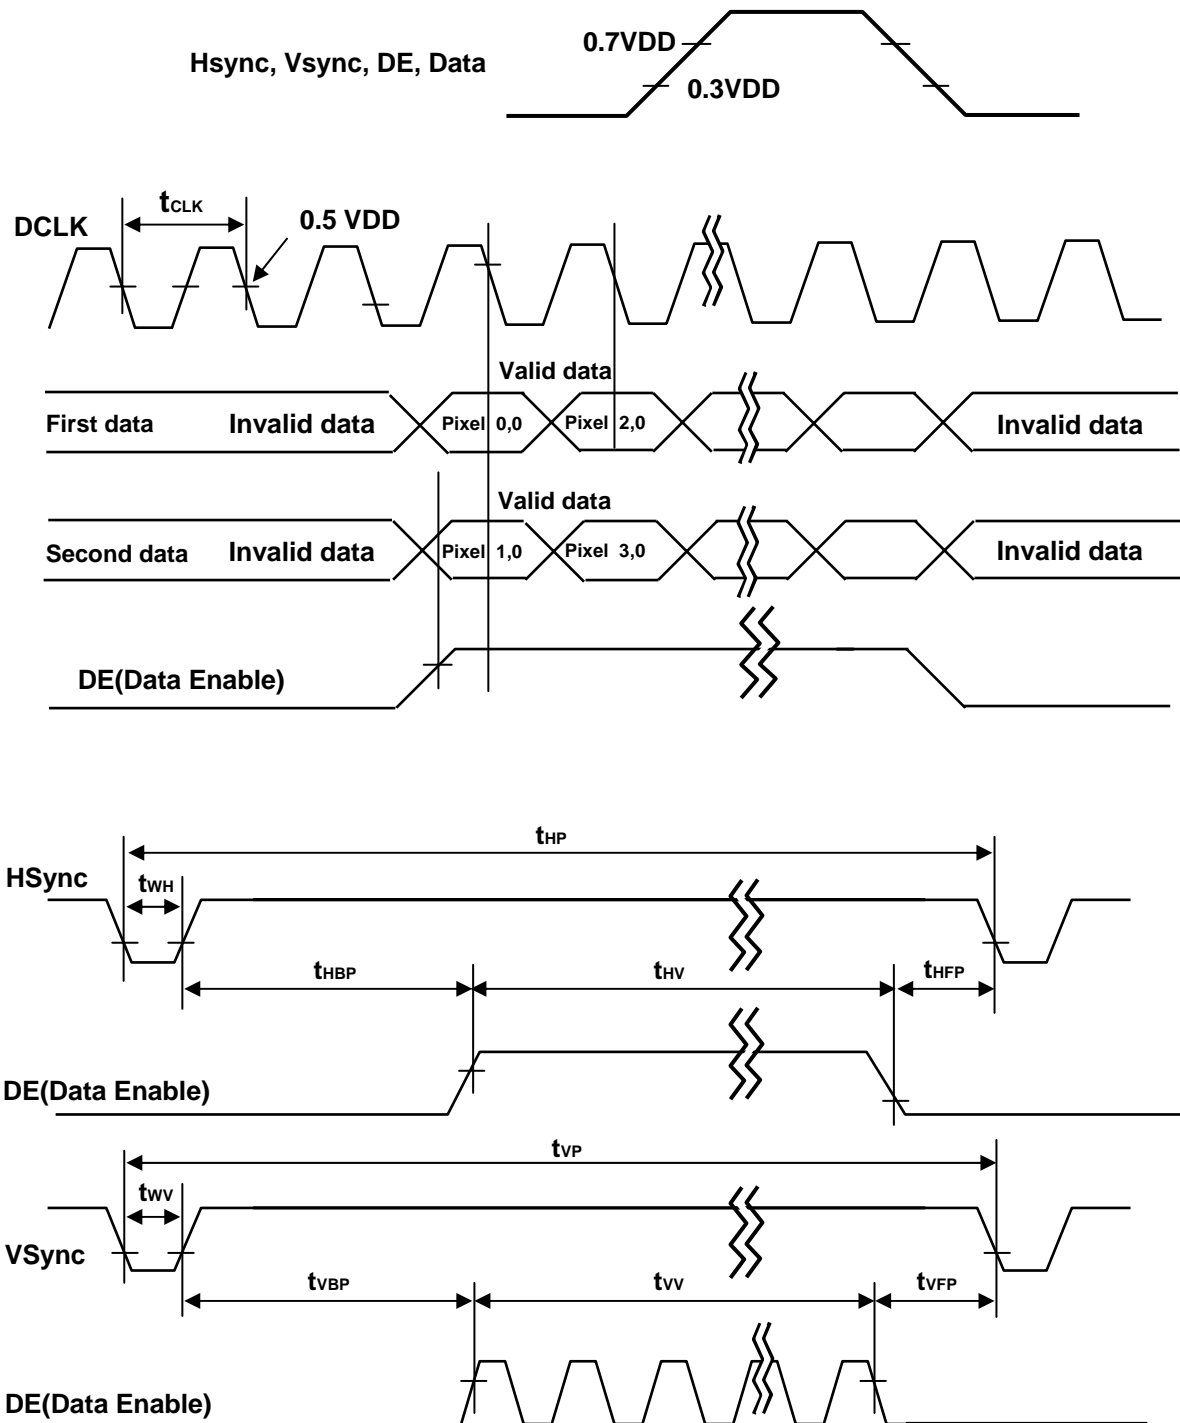 0.7VDD
Hsync, Vsync, DE, Data
0.3VDD
tCLK
DCLK
0.5 VDD
Valid data
First data Invalid data Pixel 0,0 Pixel 2,0 Invalid data
Valid data
Second data Invalid data Pixel 1,0 Pixel 3,0 Invalid data
DE(Data Enable)
tHP
HSync
tWH
tHBP tHV tHFP
DE(Data Enable)
tVP
tWV
VSync
tVBP tVV tVFP
DE(Data Enable)